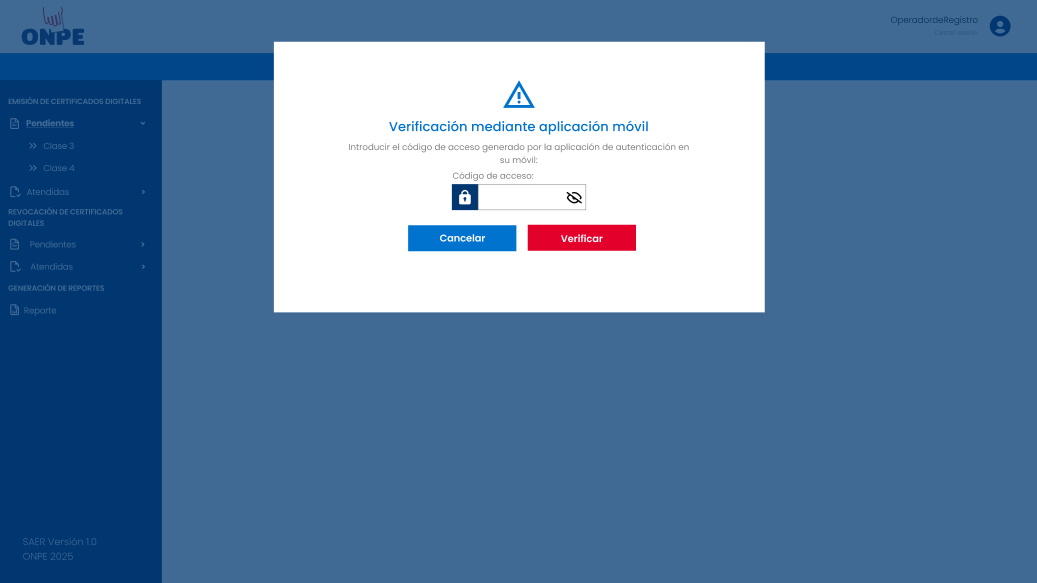 ONPE
OperadordeRegistro
Cerrar sesión
EMISIÓN DE CERTIFICADOS DIGITALES
Pendientes
Clase 3
Clase 4
Atendidas
REVOCACIÓN DE CERTIFICADOS
DIGITALES
Pendientes
Atendidas
GENERACIÓN DE REPORTES
Reporte
SAER Versión 1.0
ONPE 2025
Verificación mediante aplicación móvil
Introducir el código de acceso generado por la aplicación de autenticación en
su móvil:
Código de acceso:
Cancelar
Verificar